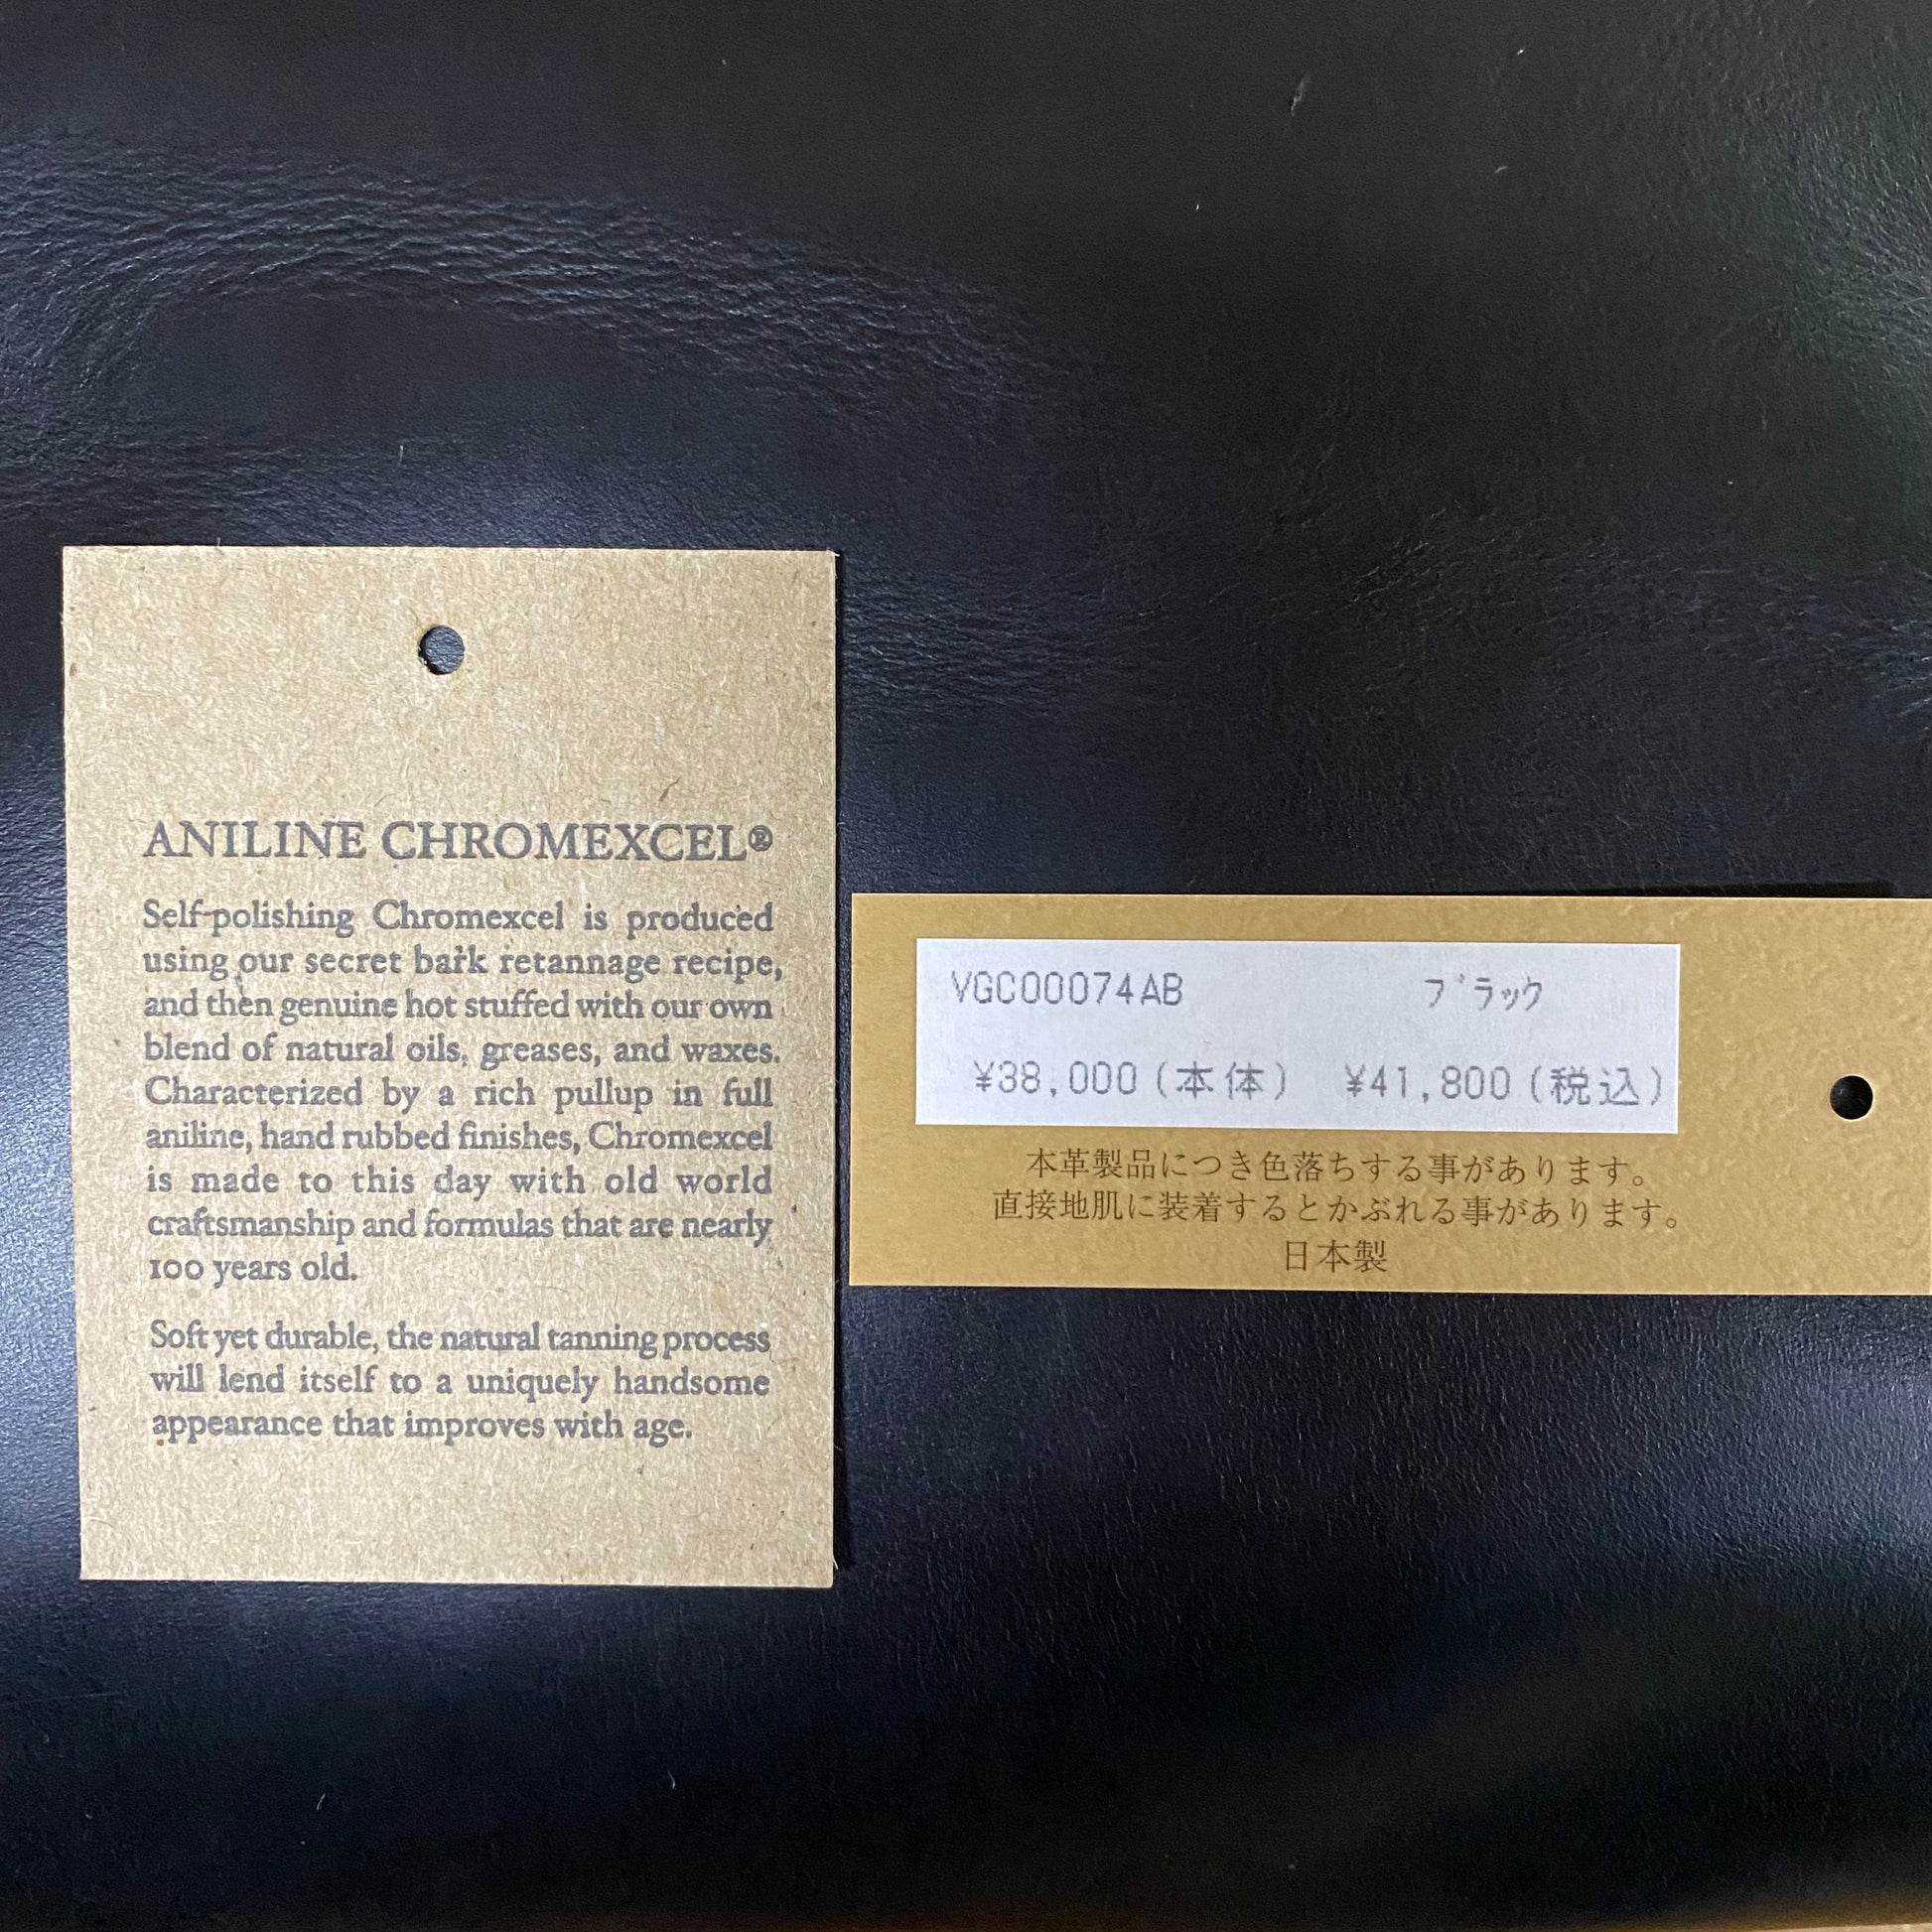 ANILINE CHROMEXCEL®
Self-polishing Chromexcel is produced
using our secret bark retannage recipe,
and then genuine hot stuffed with our own
blend of natural oils, greases, and waxes.
Characterized by a rich pullup in full
aniline, hand rubbed finishes, Chromexcel
is made to this day with old world
craftsmanship and formulas that are nearly
100 years old.
Soft yet durable, the natural tanning process
will lend itself to a uniquely handsome
appearance that improves with age.
VGC00074AB ブラック
¥38,000(本体) ¥41,800(税込)
本革製品につき色落ちする事があります。
直接地肌に装着するとかぶれる事があります。
日本製